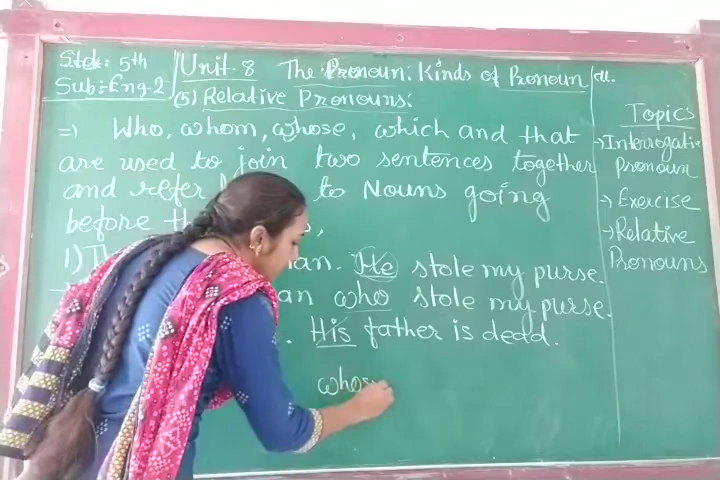 Std: 5th
Sub:- Eng-2
Unit-8 The Pronoun: Kinds of Pronoun
(5) Relative Pronouns:
=) Who, whom, whose, which and that
are used to join two sentences together
and refer to Nouns going
before
1) an. He stole my purse.
an who stole my purse.
. His father is dead.
whos
Topics
→Interrogative
pronoun
→ Exercise
→ Relative
Pronouns